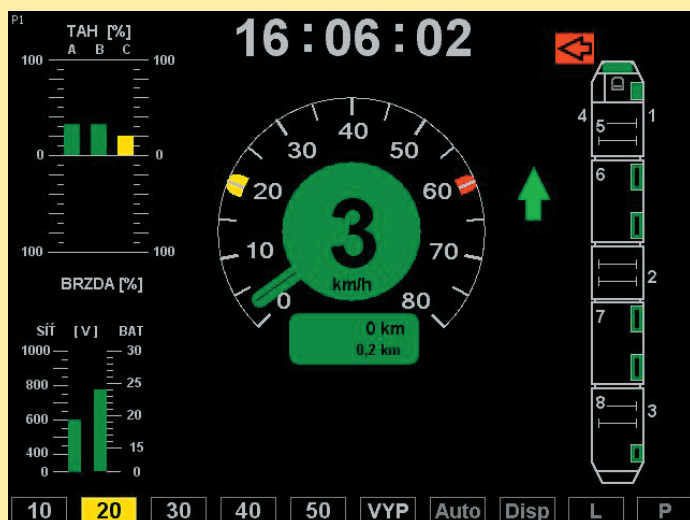 P1
TAH [%]
A B C
100 100
0 0
100 100
BRZDA [%]
SÍŤ [V] BAT
1000 30
800 25
600 20
400 15
0 0
16:06:02
0 10 20 30 40 50 60 70 80
3
km/h
0 km
0,2 km
4 5 1
6
2
7
8 3
10 20 30 40 50 VYP Auto Disp L P